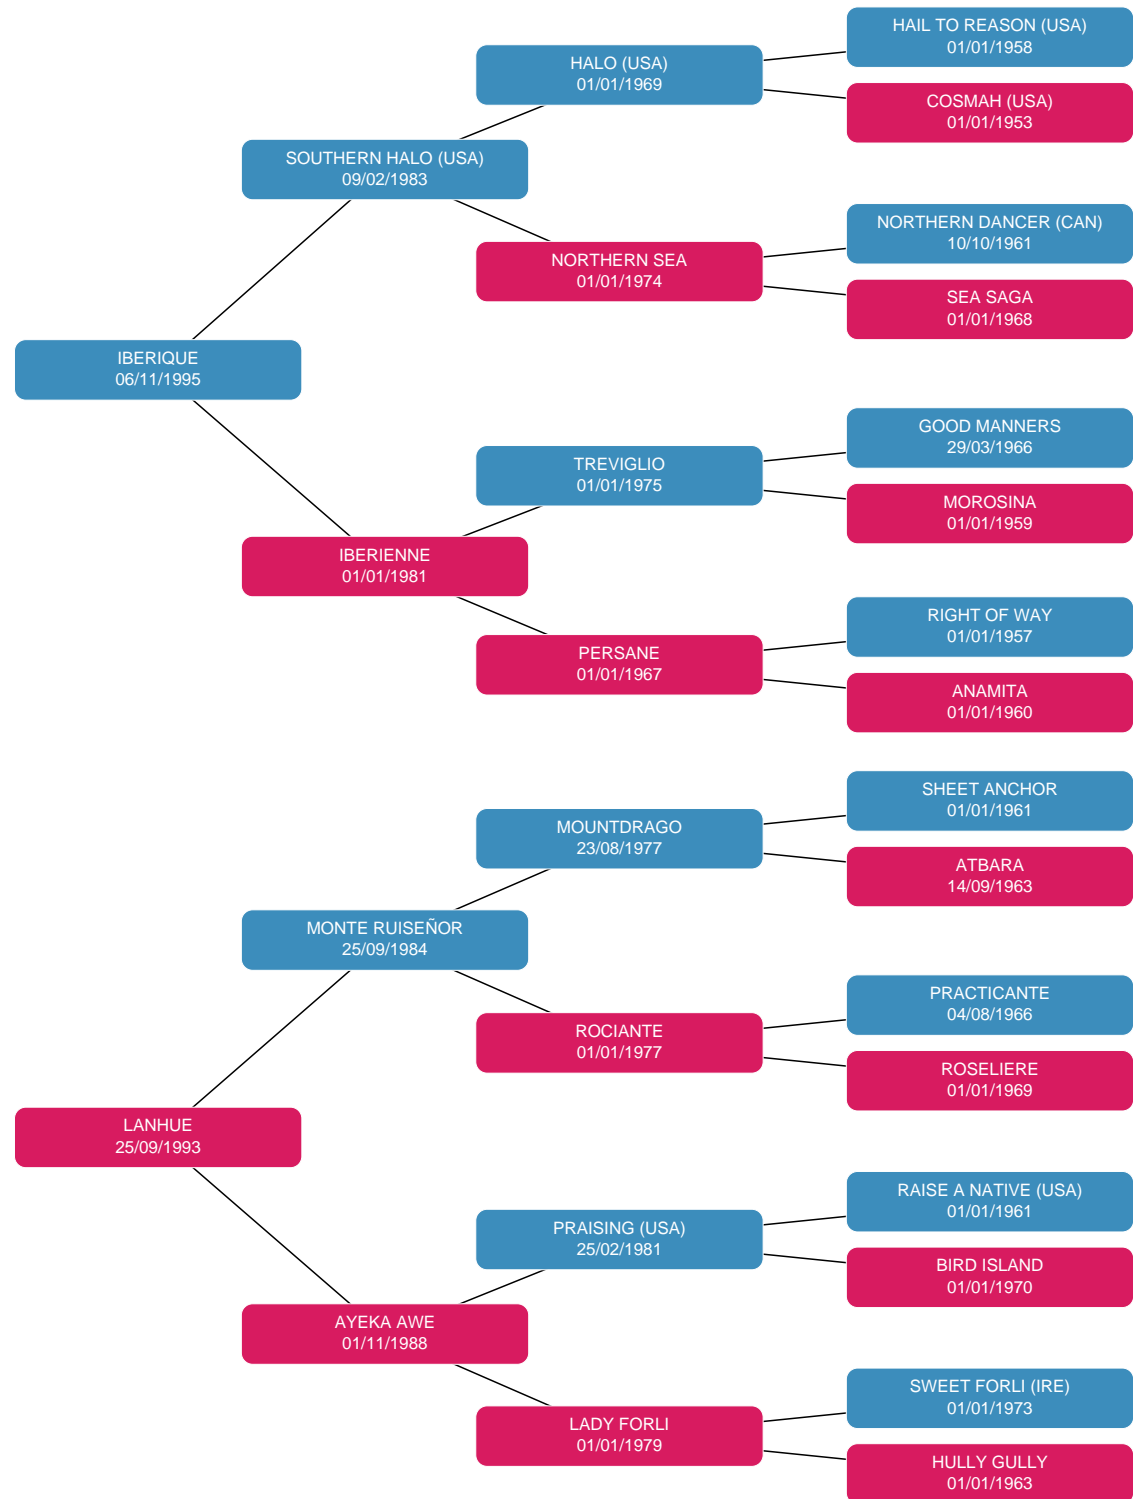 HAIL TO REASON (USA)
01/01/1958
HALO (USA)
01/01/1969
COSMAH (USA)
01/01/1953
SOUTHERN HALO (USA)
09/02/1983
NORTHERN DANCER (CAN)
10/10/1961
NORTHERN SEA
01/01/1974
SEA SAGA
01/01/1968
IBERIQUE
06/11/1995
GOOD MANNERS
29/03/1966
TREVIGLIO
01/01/1975
MOROSINA
01/01/1959
IBERIENNE
01/01/1981
RIGHT OF WAY
01/01/1957
PERSANE
01/01/1967
ANAMITA
01/01/1960
SHEET ANCHOR
01/01/1961
MOUNTDRAGO
23/08/1977
ATBARA
14/09/1963
MONTE RUISEÑOR
25/09/1984
PRACTICANTE
04/08/1966
ROCIANTE
01/01/1977
ROSELIERE
01/01/1969
LANHUE
25/09/1993
RAISE A NATIVE (USA)
01/01/1961
PRAISING (USA)
25/02/1981
BIRD ISLAND
01/01/1970
AYEKA AWE
01/11/1988
SWEET FORLI (IRE)
01/01/1973
LADY FORLI
01/01/1979
HULLY GULLY
01/01/1963